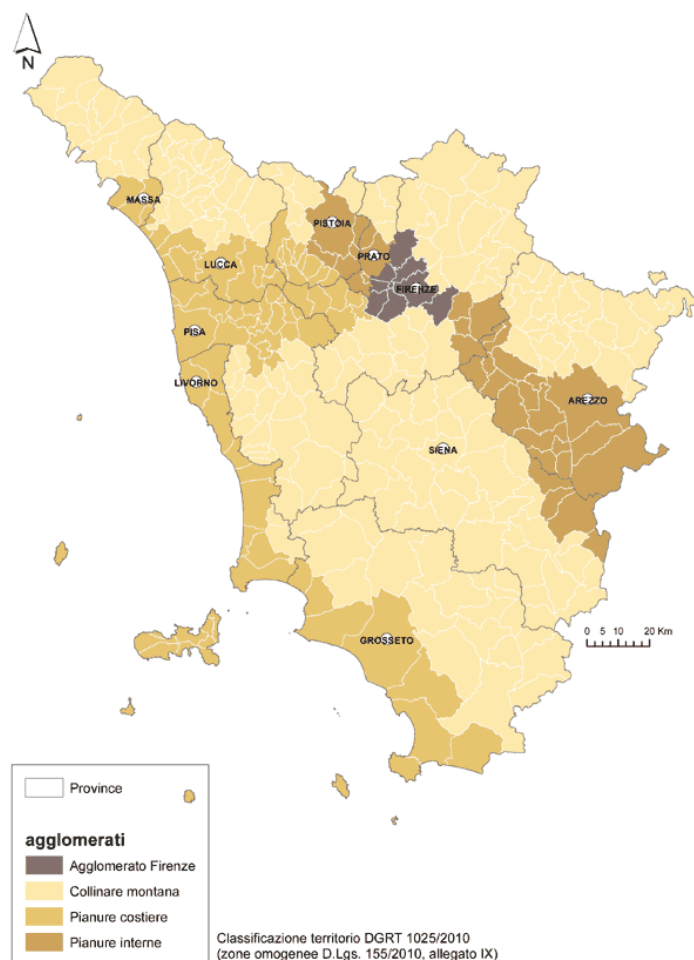 N
MASSA
PISTOIA
PRATO
LUCCA
FIRENZE
PISA
LIVORNO
AREZZO
SIENA
0 5 10 20 Km
GROSSETO
Province
agglomerati
Agglomerato Firenze
Collinare montana
Pianure costiere
Pianure interne
Classificazione territorio DGRT 1025/2010
(zone omogenee D.Lgs. 155/2010, allegato IX)